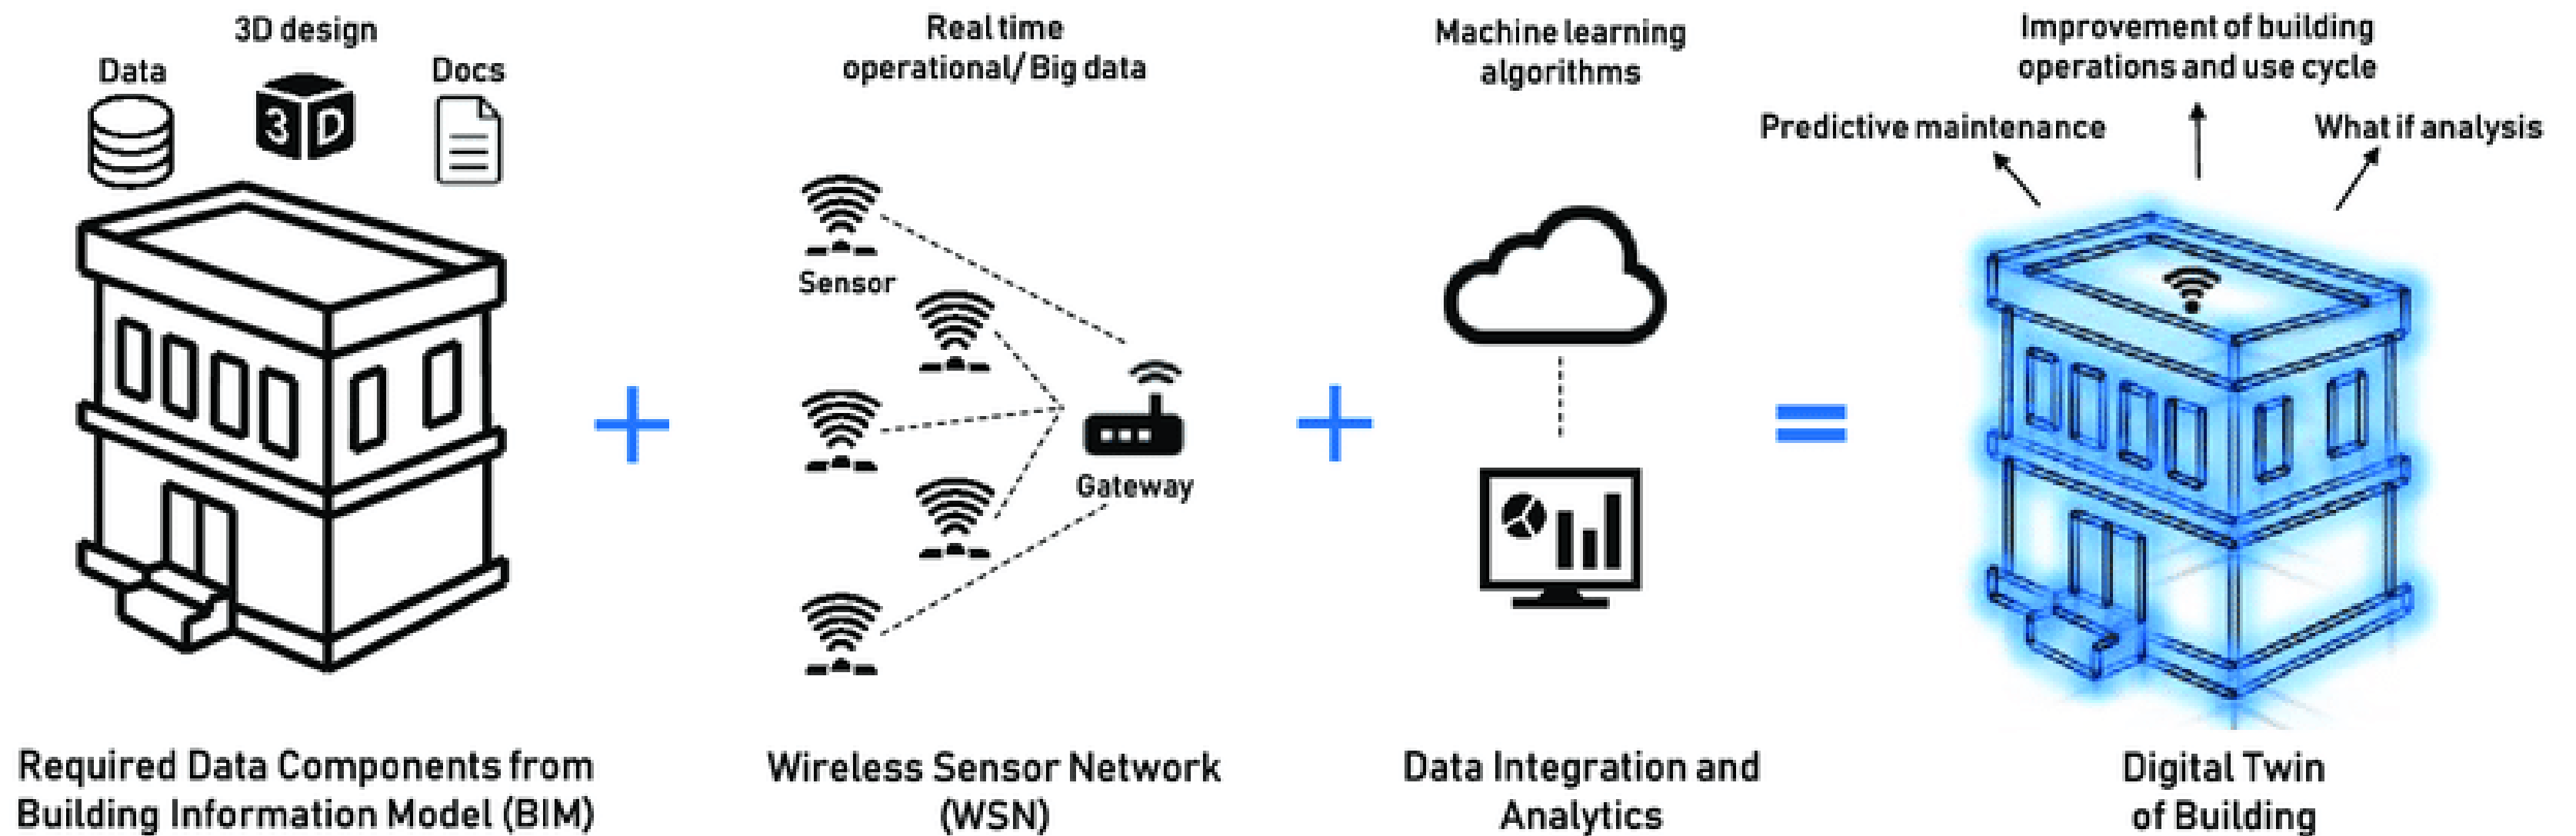 3D design
Data
Docs
3D
Real time
operational/ Big data
Sensor
Gateway
Machine learning
algorithms
Improvement of building
operations and use cycle
Predictive maintenance
What if analysis
Required Data Components from
Building Information Model (BIM)
Wireless Sensor Network
(WSN)
Data Integration and
Analytics
Digital Twin
of Building